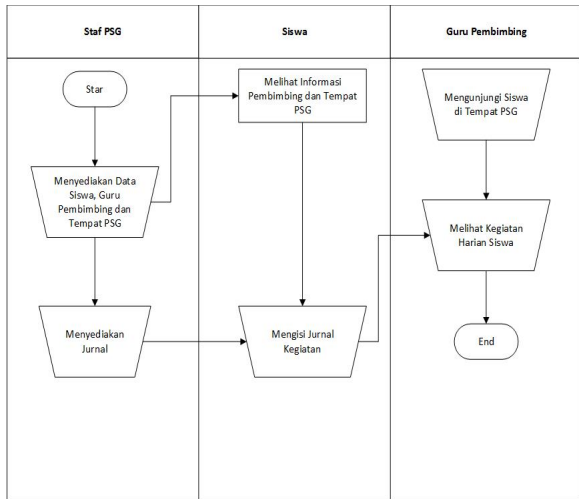 Staf PSG
Siswa
Guru Pembimbing
Star
Melihat Informasi
Pembimbing dan Tempat
PSG
Mengunjungi Siswa
di Tempat PSG
Menyediakan Data
Siswa, Guru
Pembimbing dan
Tempat PSG
Melihat Kegiatan
Harian Siswa
Menyediakan
Jurnal
Mengisi Jurnal
Kegiatan
End